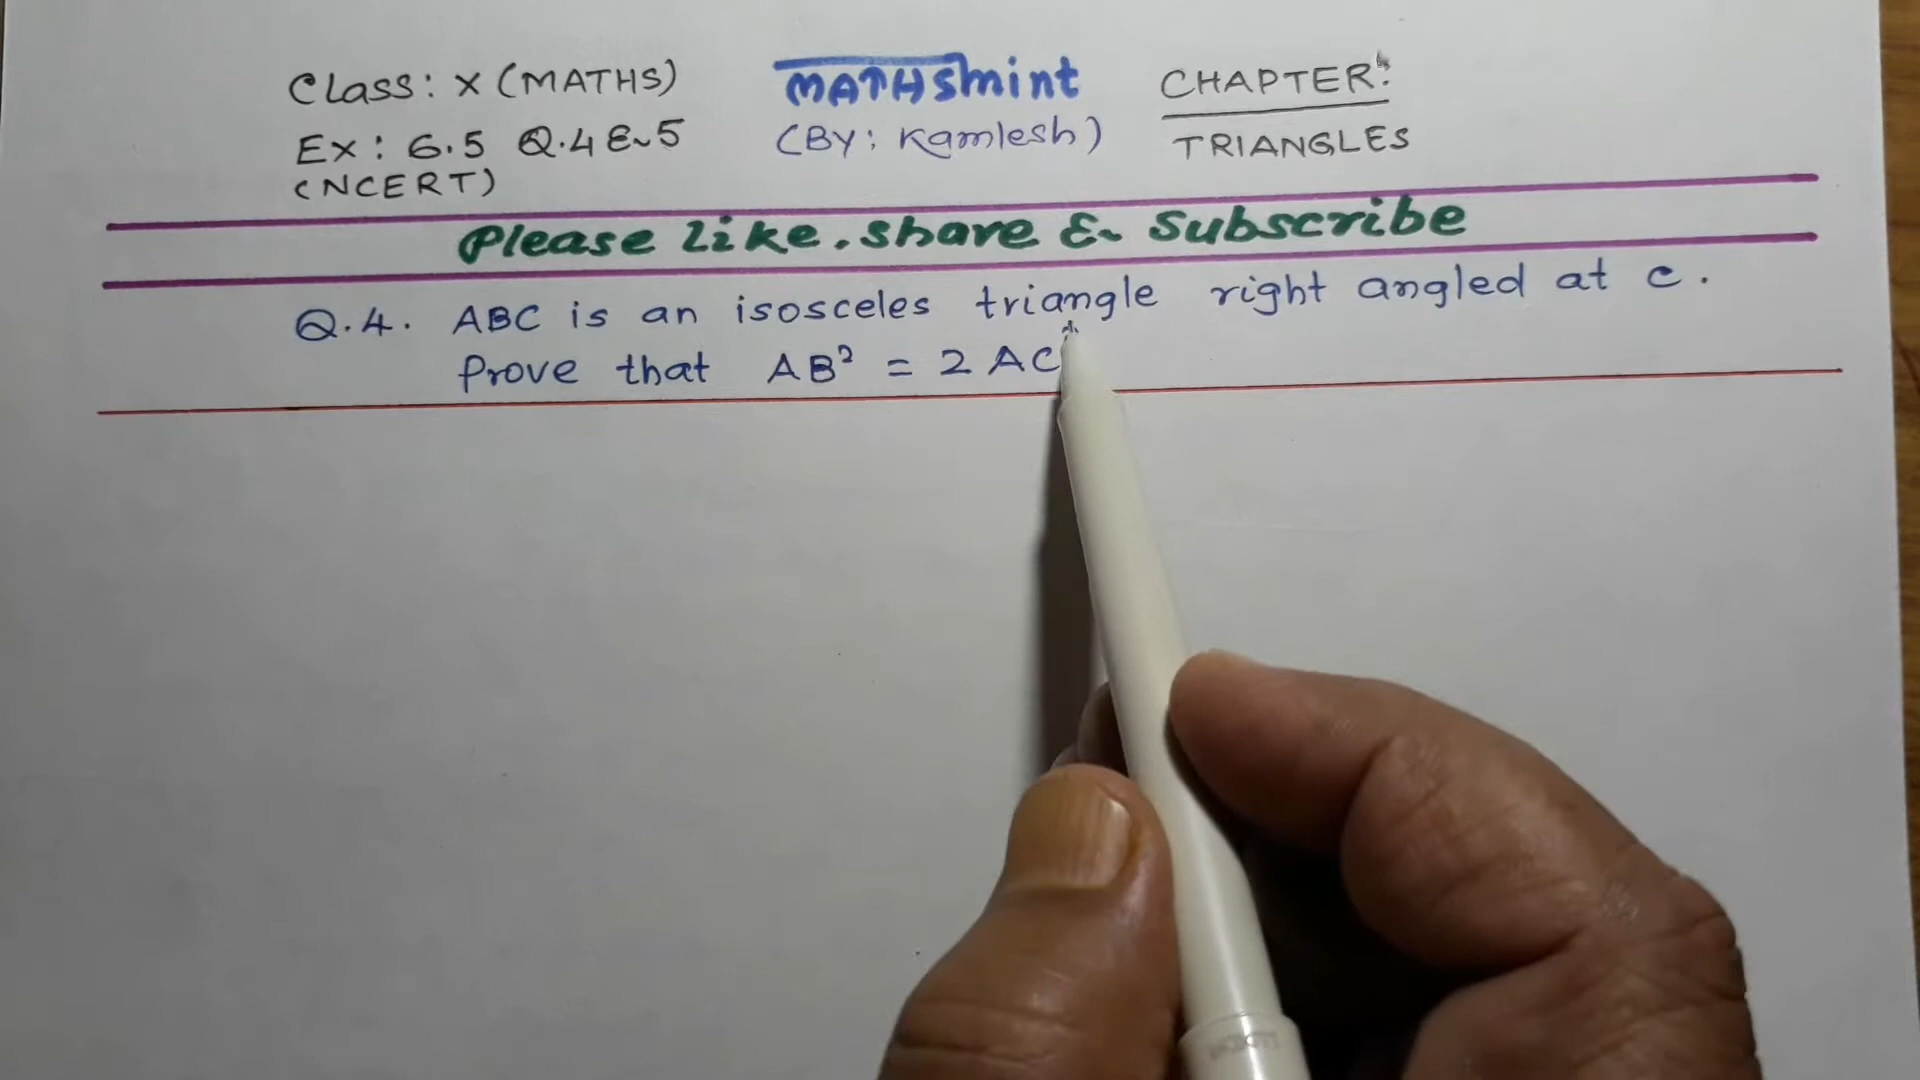 Class: X (MATHS)
Ex: 6.5 Q.4 & 5
(NCERT)
MATHSmint
(BY: Kamlesh)
CHAPTER:
TRIANGLES
Please Like. share & Subscribe
Q.4. ABC is an isosceles triangle right angled at c.
Prove that AB² = 2 AC